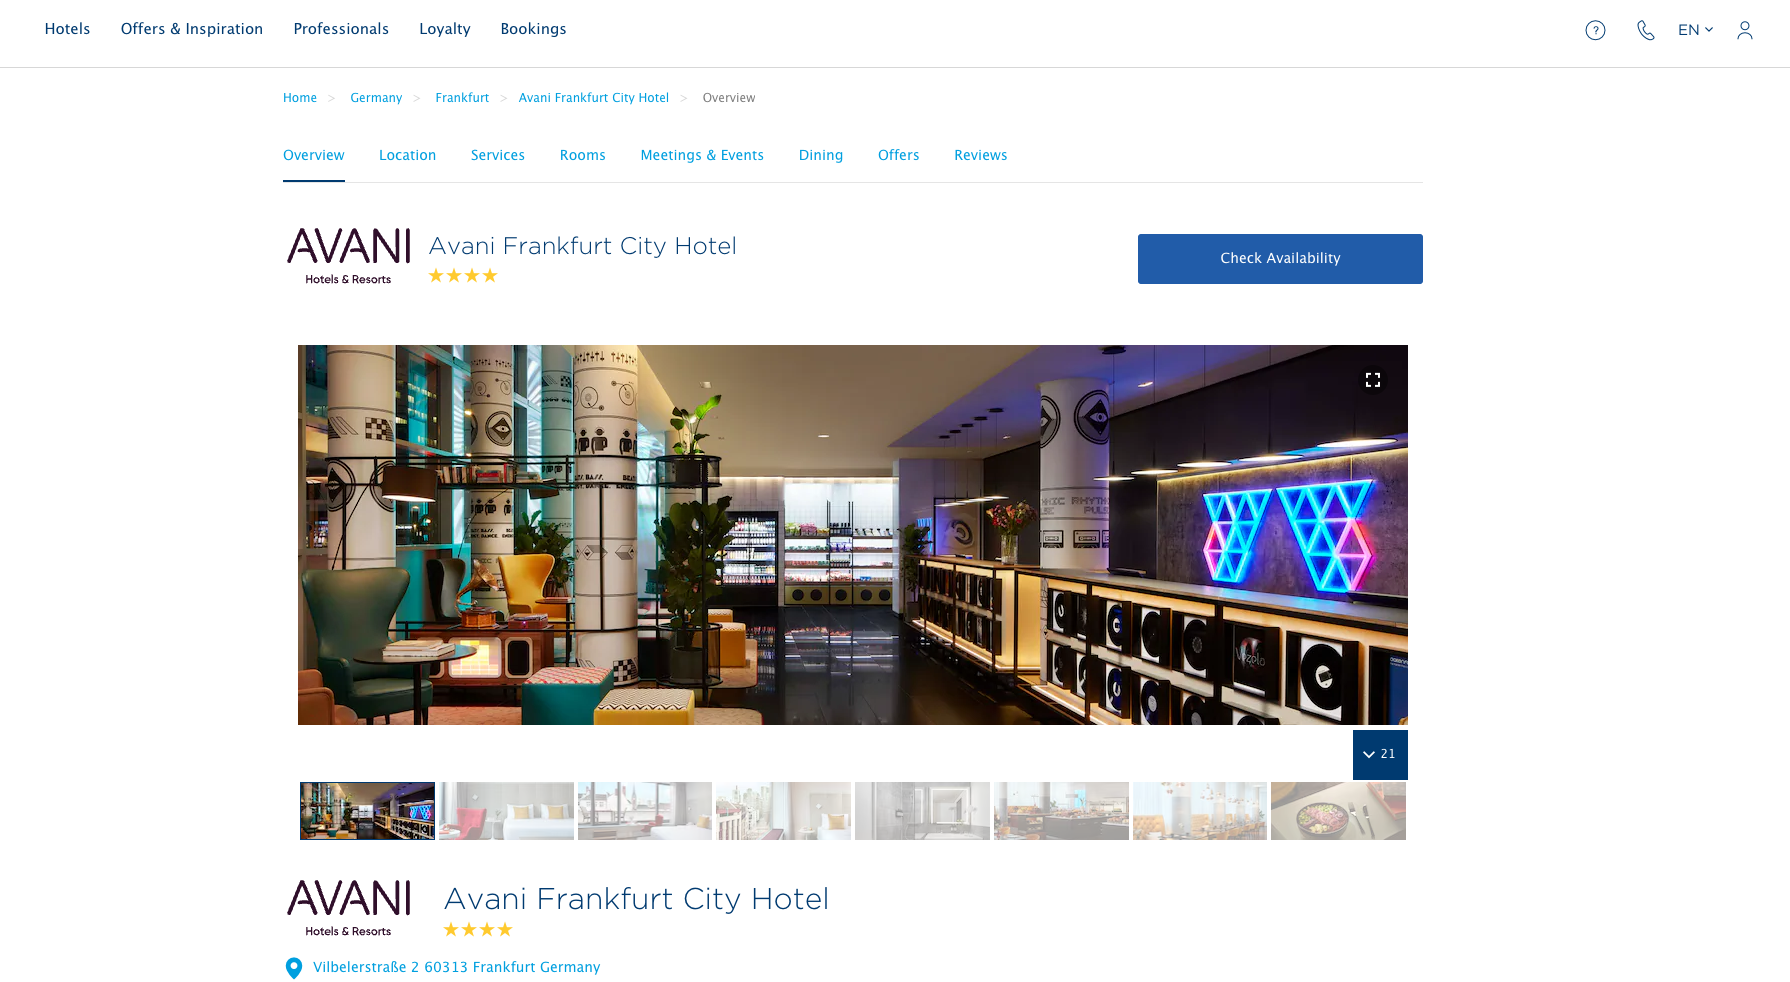 Hotels Offers & Inspiration Professionals Loyalty Bookings EN
Home > Germany > Frankfurt > Avani Frankfurt City Hotel > Overview
Overview Location Services Rooms Meetings & Events Dining Offers Reviews
AVANI
Hotels & Resorts
Avani Frankfurt City Hotel
Check Availability
21
AVANI
Hotels & Resorts
Avani Frankfurt City Hotel
Vilbelerstraße 2 60313 Frankfurt Germany